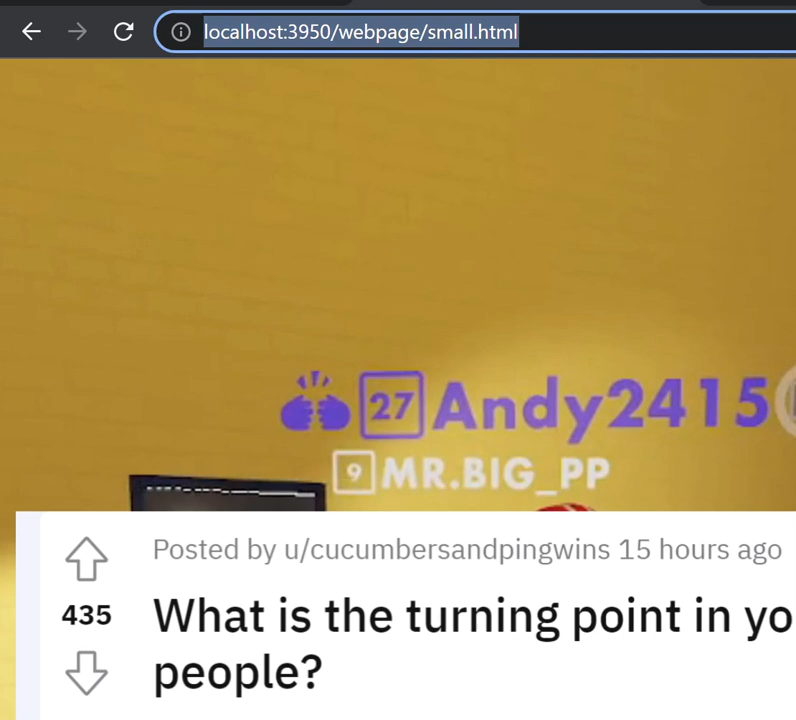 localhost:3950/webpage/small.html
27 Andy2415
9 MR.BIG_PP
Posted by u/cucumbersandpingwins 15 hours ago
435
What is the turning point in yo
people?